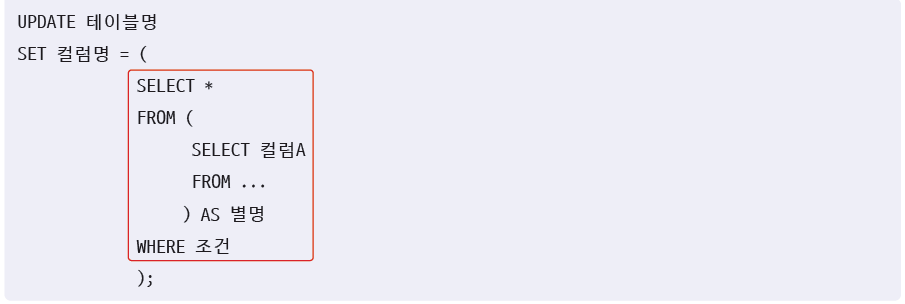 UPDATE 테이블명
SET 컬럼명 = (
SELECT *
FROM (
SELECT 컬럼A
FROM ...
) AS 별명
WHERE 조건
);